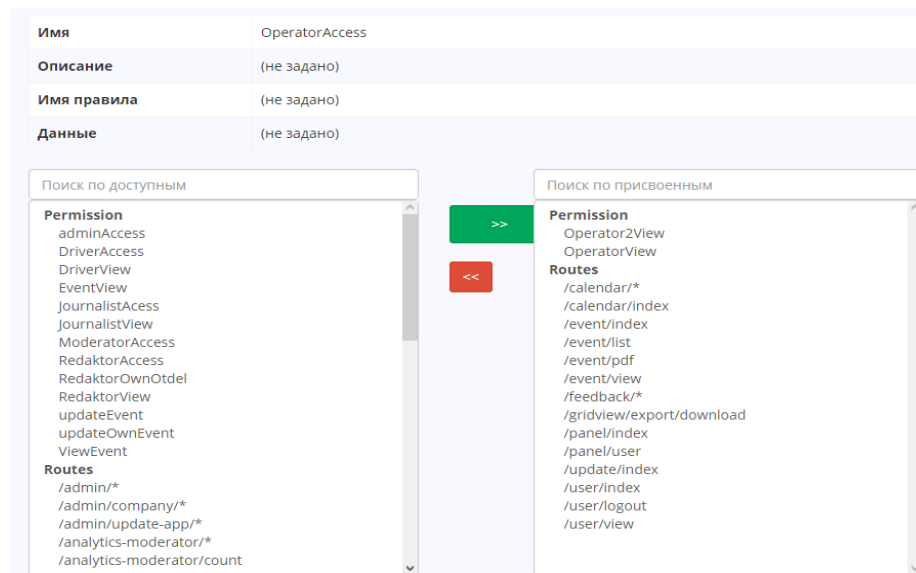 Имя OperatorAccess
Описание (не задано)
Имя правила (не задано)
Данные (не задано)
Поиск по доступным
Permission
adminAccess
DriverAccess
DriverView
EventView
JournalistAcess
JournalistView
ModeratorAccess
RedaktorAccess
RedaktorOwnOtdel
RedaktorView
updateEvent
updateOwnEvent
ViewEvent
Routes
/admin/*
/admin/company/*
/admin/update-app/*
/analytics-moderator/*
/analytics-moderator/count
>>
<<
Поиск по присвоенным
Permission
Operator2View
OperatorView
Routes
/calendar/*
/calendar/index
/event/index
/event/list
/event/pdf
/event/view
/feedback/*
/gridview/export/download
/panel/index
/panel/user
/update/index
/user/index
/user/logout
/user/view